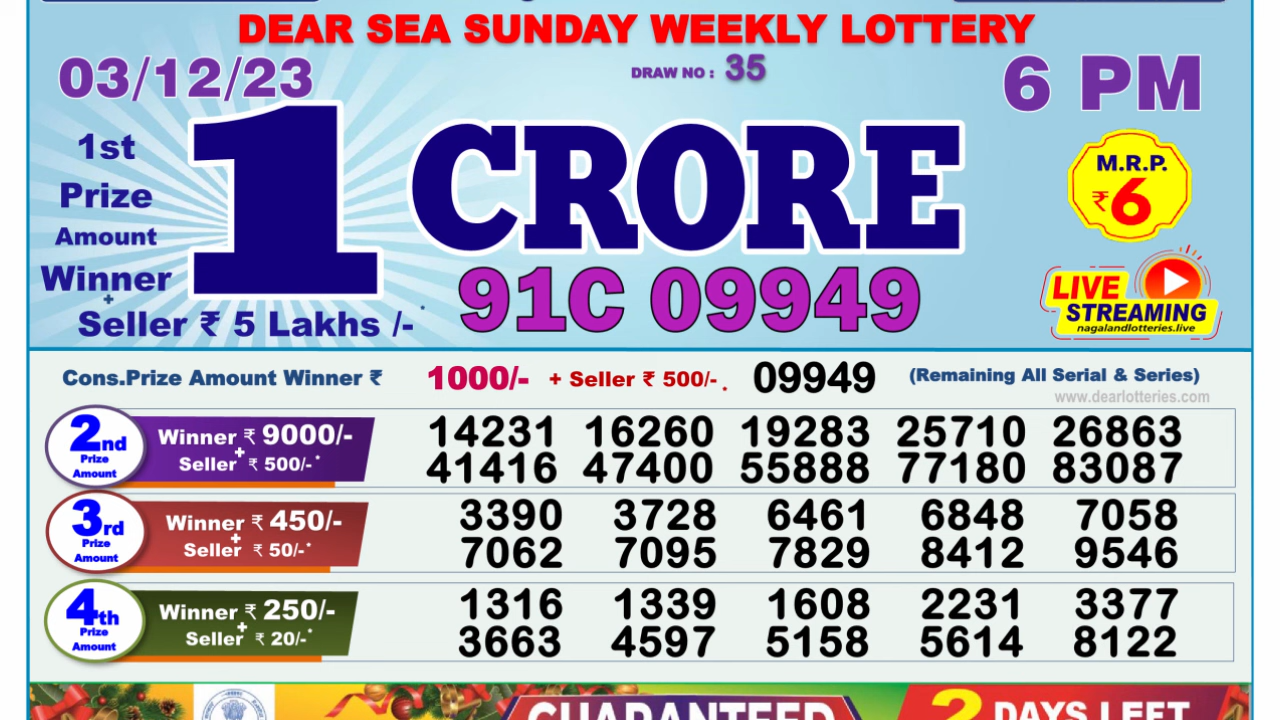 DEAR SEA SUNDAY WEEKLY LOTTERY
03/12/23
DRAW NO : 35
6 PM
1st
Prize
Amount
Winner
+
Seller ₹ 5 Lakhs /-
1 CRORE
91C 09949
M.R.P.
₹6
LIVE
STREAMING
nagalandlotteries.live
Cons.Prize Amount Winner ₹ 1000/- + Seller ₹ 500/- . 09949 (Remaining All Serial & Series)
www.dearlotteries.com
2nd
Prize
Amount
Winner ₹ 9000/-
+
Seller ₹ 500/-*
14231 16260 19283 25710 26863
41416 47400 55888 77180 83087
3rd
Prize
Amount
Winner ₹ 450/-
+
Seller ₹ 50/-*
3390 3728 6461 6848 7058
7062 7095 7829 8412 9546
4th
Prize
Amount
Winner ₹ 250/-
+
Seller ₹ 20/-*
1316 1339 1608 2231 3377
3663 4597 5158 5614 8122
GUARANTEED
2 DAYS LEFT